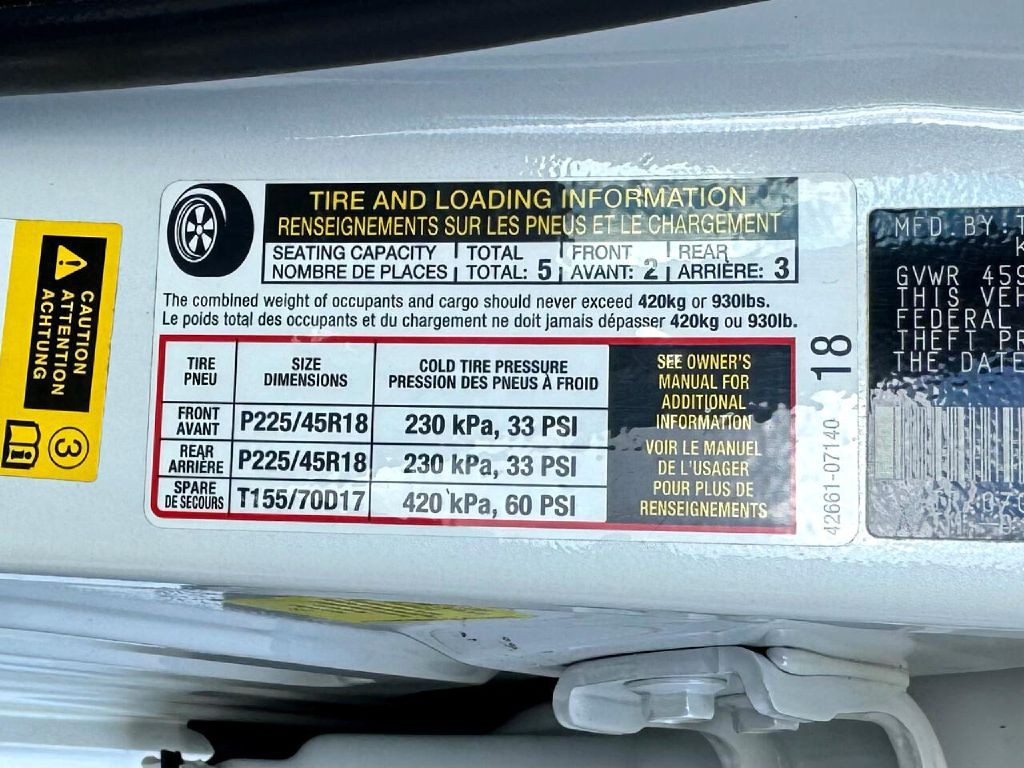 CAUTION
ATTENTION
ACHTUNG
3
TIRE AND LOADING INFORMATION
RENSEIGNEMENTS SUR LES PNEUS ET LE CHARGEMENT
SEATING CAPACITY TOTAL FRONT REAR
NOMBRE DE PLACES TOTAL: 5 AVANT: 2 ARRIÈRE: 3
The combined weight of occupants and cargo should never exceed 420kg or 930lbs.
Le poids total des occupants et du chargement ne doit jamais dépasser 420kg ou 930lb.
TIRE
PNEU
SIZE
DIMENSIONS
COLD TIRE PRESSURE
PRESSION DES PNEUS À FROID
FRONT
AVANT
P225/45R18
230 kPa, 33 PSI
REAR
ARRIÈRE
P225/45R18
230 kPa, 33 PSI
SPARE
DE SECOURS
T155/70D17
420 kPa, 60 PSI
SEE OWNER'S
MANUAL FOR
ADDITIONAL
INFORMATION
VOIR LE MANUEL
DE L'USAGER
POUR PLUS DE
RENSEIGNEMENTS
18
42661-07140
MFD.BY:
GVWR
THIS
FEDERAL
THEFT
THE